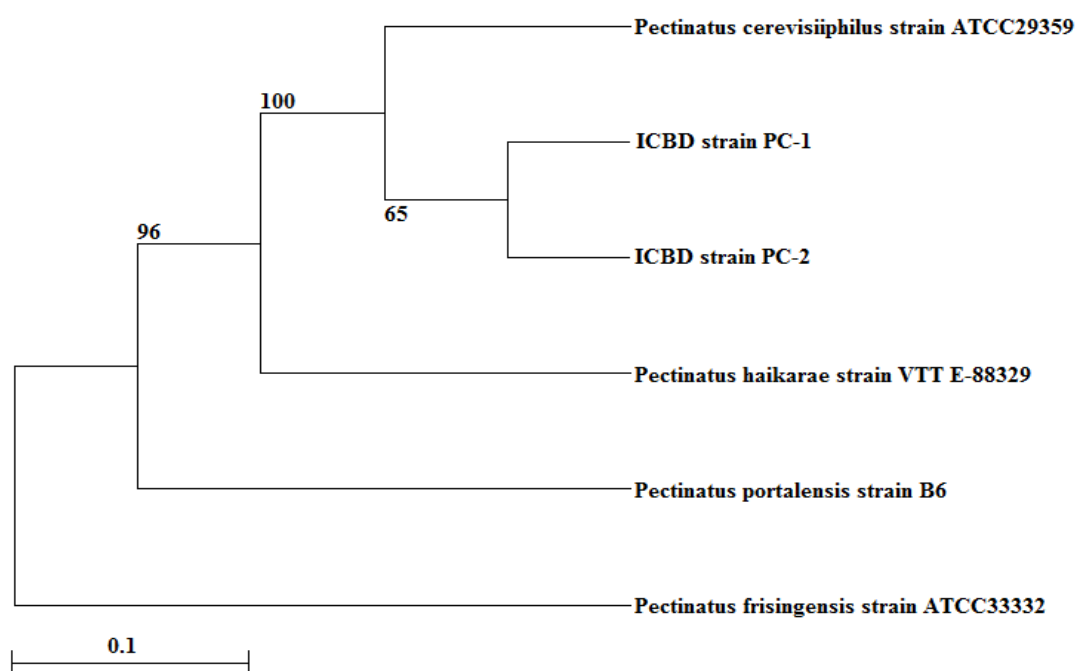 Pectinatus cerevisiiphilus strain ATCC29359
100
ICBD strain PC-1
65
96
ICBD strain PC-2
Pectinatus haikarae strain VTT E-88329
Pectinatus portalensis strain B6
Pectinatus frisingensis strain ATCC33332
0.1